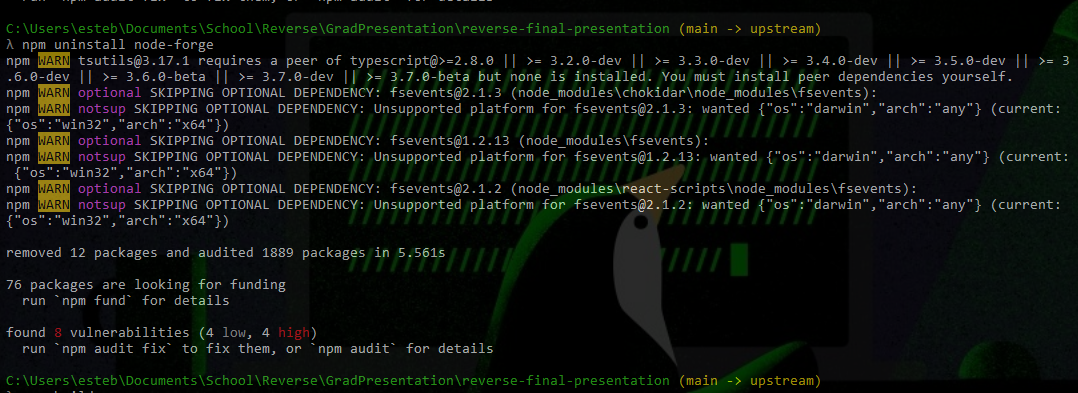 C:\Users\esteb\Documents\School\Reverse\GradPresentation\reverse-final-presentation (main -> upstream)
λ npm uninstall node-forge
npm WARN tsutils@3.17.1 requires a peer of typescript@>=2.8.0 || >= 3.2.0-dev || >= 3.3.0-dev || >= 3.4.0-dev || >= 3.5.0-dev || >= 3
.6.0-dev || >= 3.6.0-beta || >= 3.7.0-dev || >= 3.7.0-beta but none is installed. You must install peer dependencies yourself.
npm WARN optional SKIPPING OPTIONAL DEPENDENCY: fsevents@2.1.3 (node_modules\chokidar\node_modules\fsevents):
npm WARN notsup SKIPPING OPTIONAL DEPENDENCY: Unsupported platform for fsevents@2.1.3: wanted {"os":"darwin","arch":"any"} (current:
{"os":"win32","arch":"x64"})
npm WARN optional SKIPPING OPTIONAL DEPENDENCY: fsevents@1.2.13 (node_modules\fsevents):
npm WARN notsup SKIPPING OPTIONAL DEPENDENCY: Unsupported platform for fsevents@1.2.13: wanted {"os":"darwin","arch":"any"} (current:
{"os":"win32","arch":"x64"})
npm WARN optional SKIPPING OPTIONAL DEPENDENCY: fsevents@2.1.2 (node_modules\react-scripts\node_modules\fsevents):
npm WARN notsup SKIPPING OPTIONAL DEPENDENCY: Unsupported platform for fsevents@2.1.2: wanted {"os":"darwin","arch":"any"} (current:
{"os":"win32","arch":"x64"})
removed 12 packages and audited 1889 packages in 5.561s
76 packages are looking for funding
run `npm fund` for details
found 8 vulnerabilities (4 low, 4 high)
run `npm audit fix` to fix them, or `npm audit` for details
C:\Users\esteb\Documents\School\Reverse\GradPresentation\reverse-final-presentation (main -> upstream)